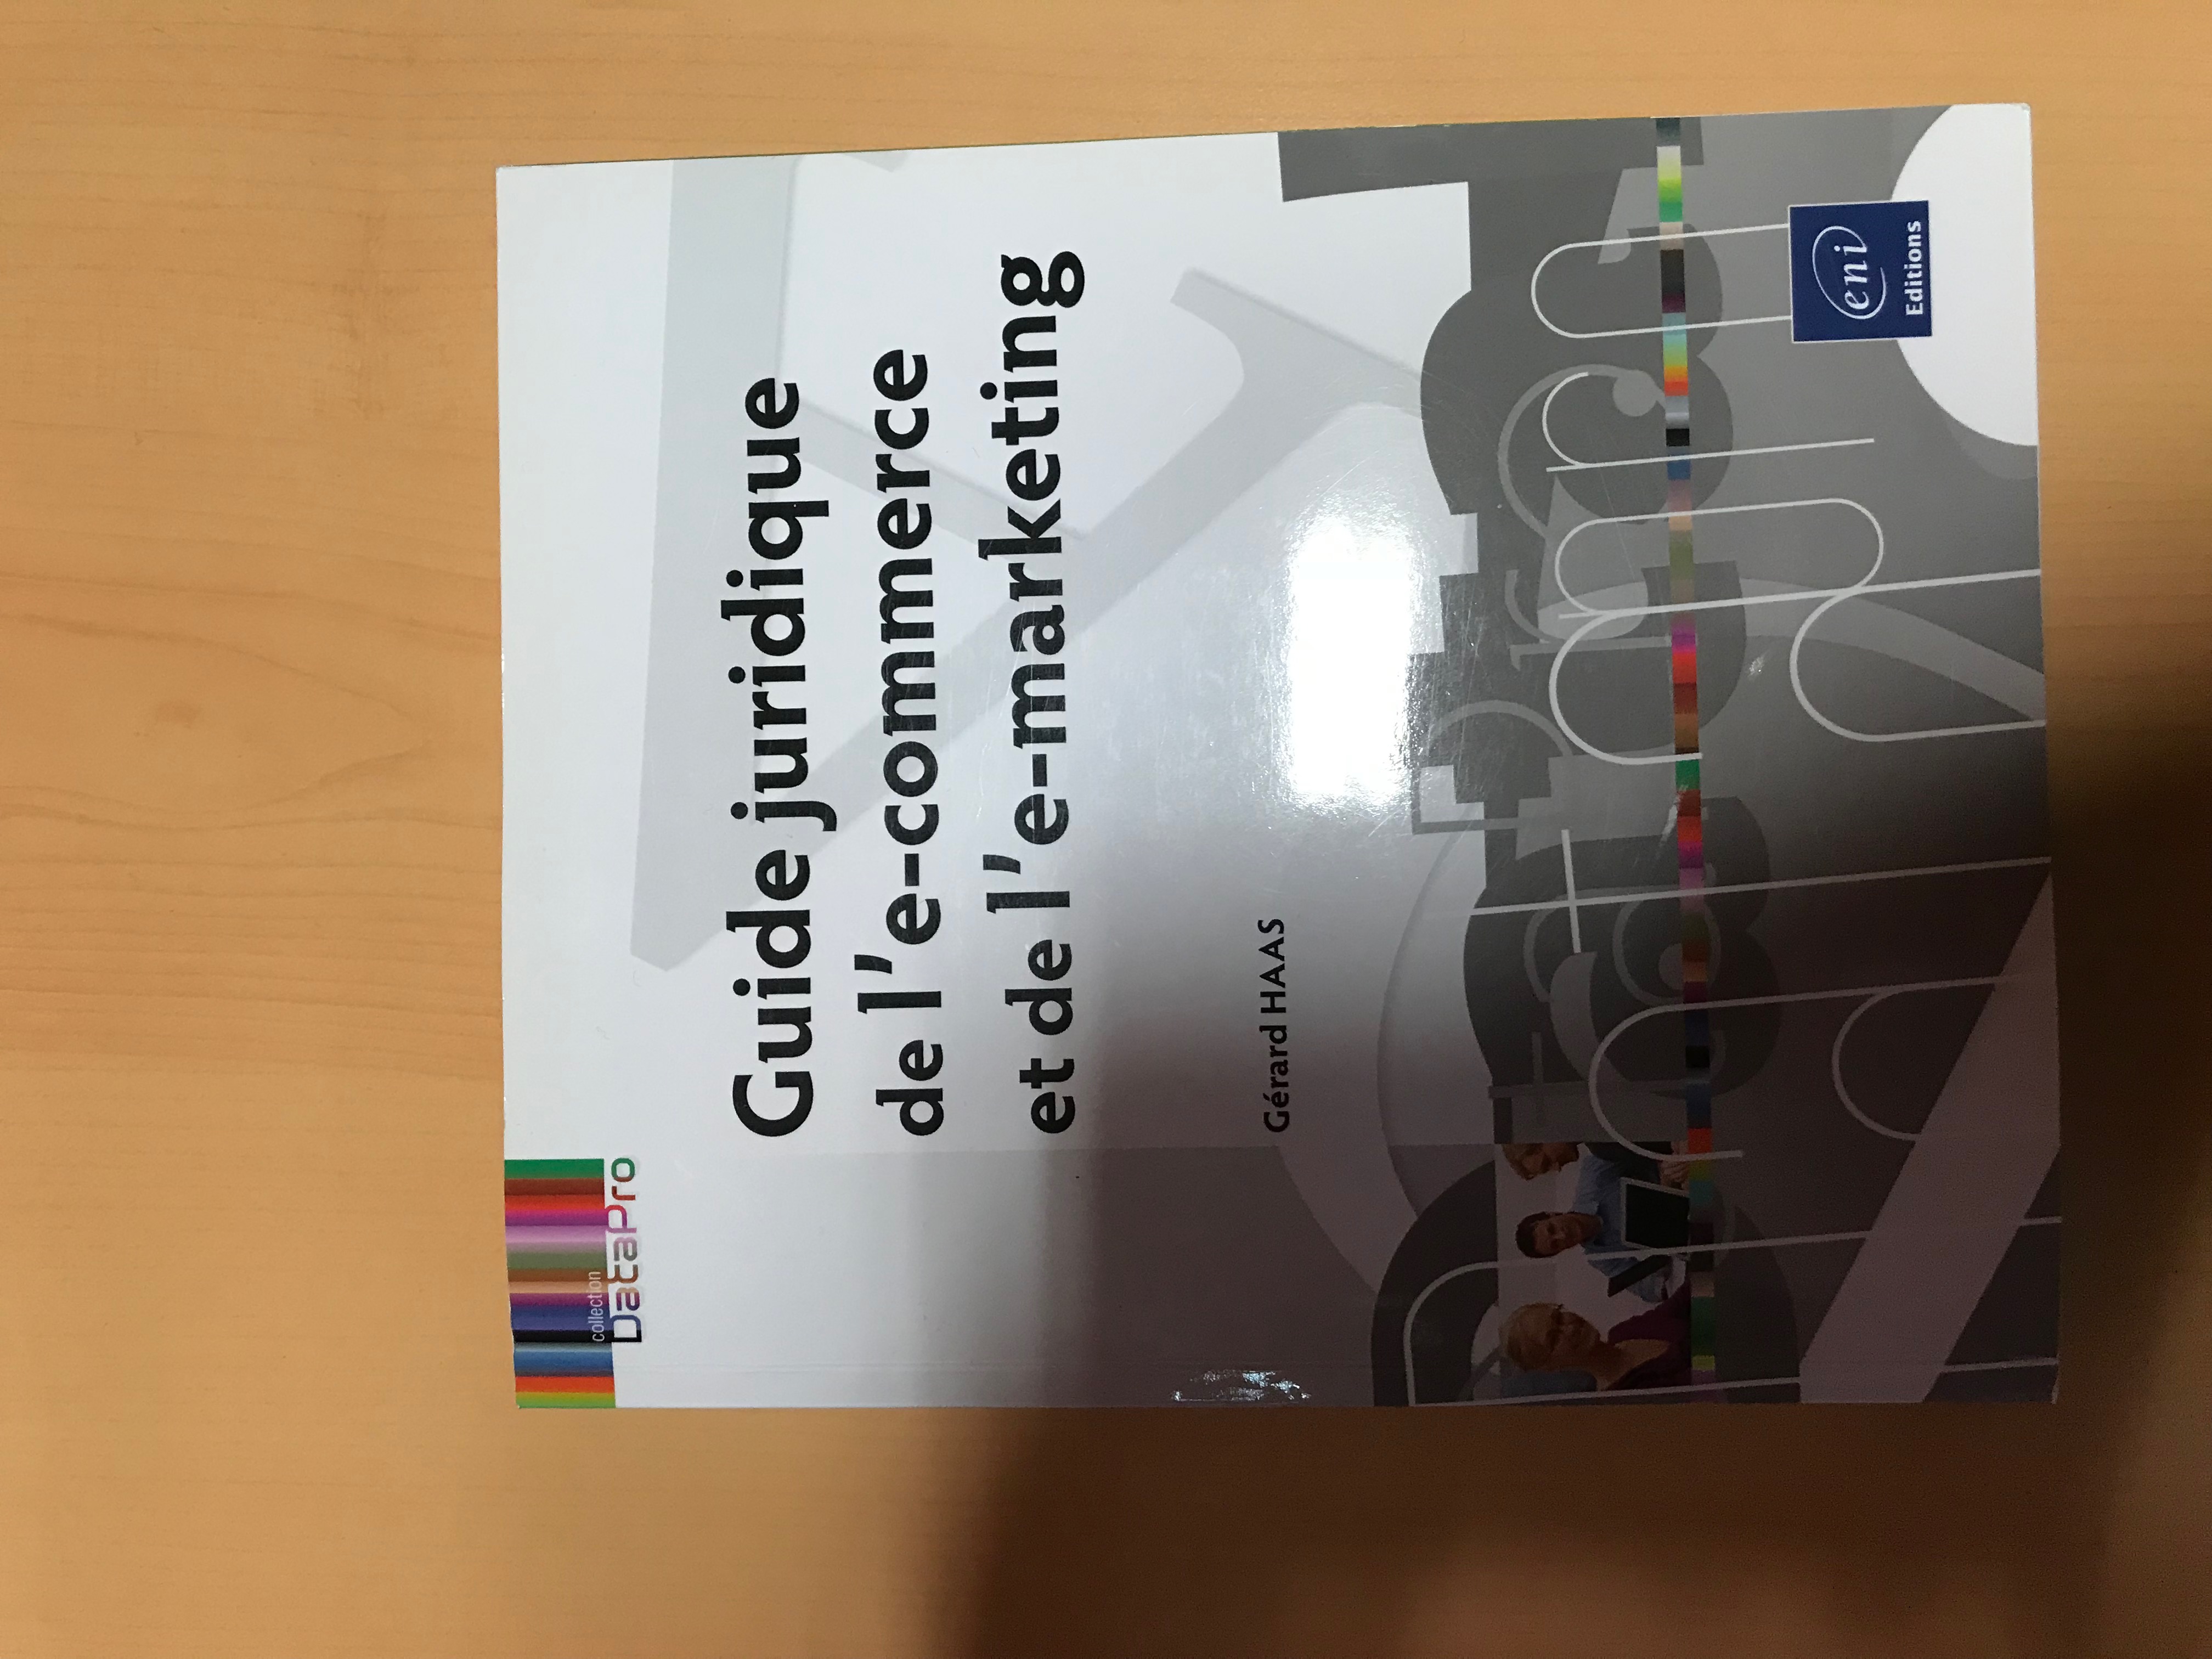 collection
DataPro
Guide juridique
de l'e-commerce
et de l'e-marketing
Gérard HAAS
eni
Editions